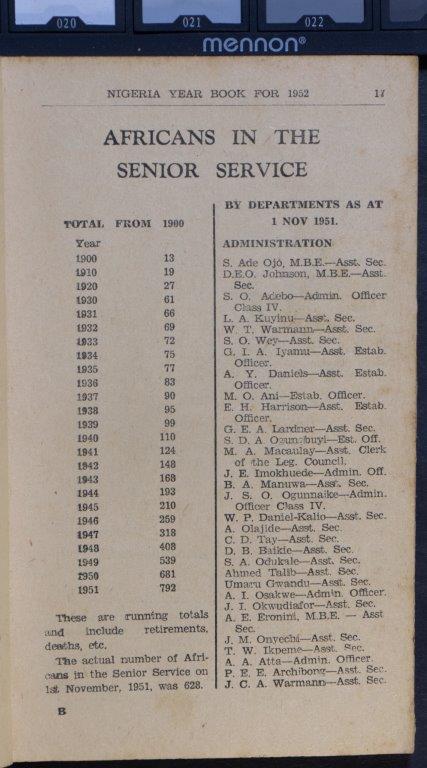 020 021 022
mennon®
NIGERIA YEAR BOOK FOR 1952 17
AFRICANS IN THE
SENIOR SERVICE
TOTAL FROM 1900
Year
1900 13
1910 19
1920 27
1930 61
1931 66
1932 69
1933 72
1934 75
1935 77
1936 83
1937 90
1938 95
1939 99
1940 110
1941 124
1942 148
1943 168
1944 193
1945 210
1946 259
1947 318
1948 408
1949 539
1950 681
1951 792
These are running totals
and include retirements,
deaths, etc.
The actual number of Afri-
cans in the Senior Service on
1st November, 1951, was 628.
B
BY DEPARTMENTS AS AT
1 NOV 1951.
ADMINISTRATION
S. Ade Ojo, M.B.E.—Asst. Sec.
D.E.O. Johnson, M.B.E.—Asst.
Sec.
S. O. Adebo—Admin. Officer
Class IV.
L. A. Kuyinu—Asst. Sec.
W. T. Warmann—Asst. Sec.
S. O. Wey—Asst. Sec.
G. I. A. Iyamu—Asst. Estab.
Officer.
A. Y. Daniels—Asst. Estab.
Officer.
M. O. Ani—Estab. Officer.
E. H. Harrison—Asst. Estab.
Officer.
G. E. A. Lardner—Asst. Sec.
S. D. A. Ogunsbuyi—Est. Off.
M. A. Macaulay—Asst. Clerk
of the Leg. Council.
J. E. Imokhuede—Admin. Off.
B. A. Manuwa—Asst. Sec.
J. S. O. Ogunnaike—Admin.
Officer Class IV.
W. P. Daniel-Kalio—Asst. Sec.
A. Olajide—Asst. Sec.
C. D. Tay—Asst. Sec.
D. B. Baikie—Asst. Sec.
S. A. Odukale—Asst. Sec.
Ahmed Talib—Asst. Sec.
Umaru Gwandu—Asst. Sec.
A. I. Osakwe—Admin. Officer.
J. I. Okwudiafor—Asst. Sec.
A. E. Eronini, M.B.E. — Asst
Sec.
J. M. Onyechi—Asst. Sec.
T. W. Ikpeme—Asst. Sec.
A. A. Atta—Admin. Officer.
P. E. E. Archibong—Asst. Sec.
J. C. A. Warmann—Asst. Sec.